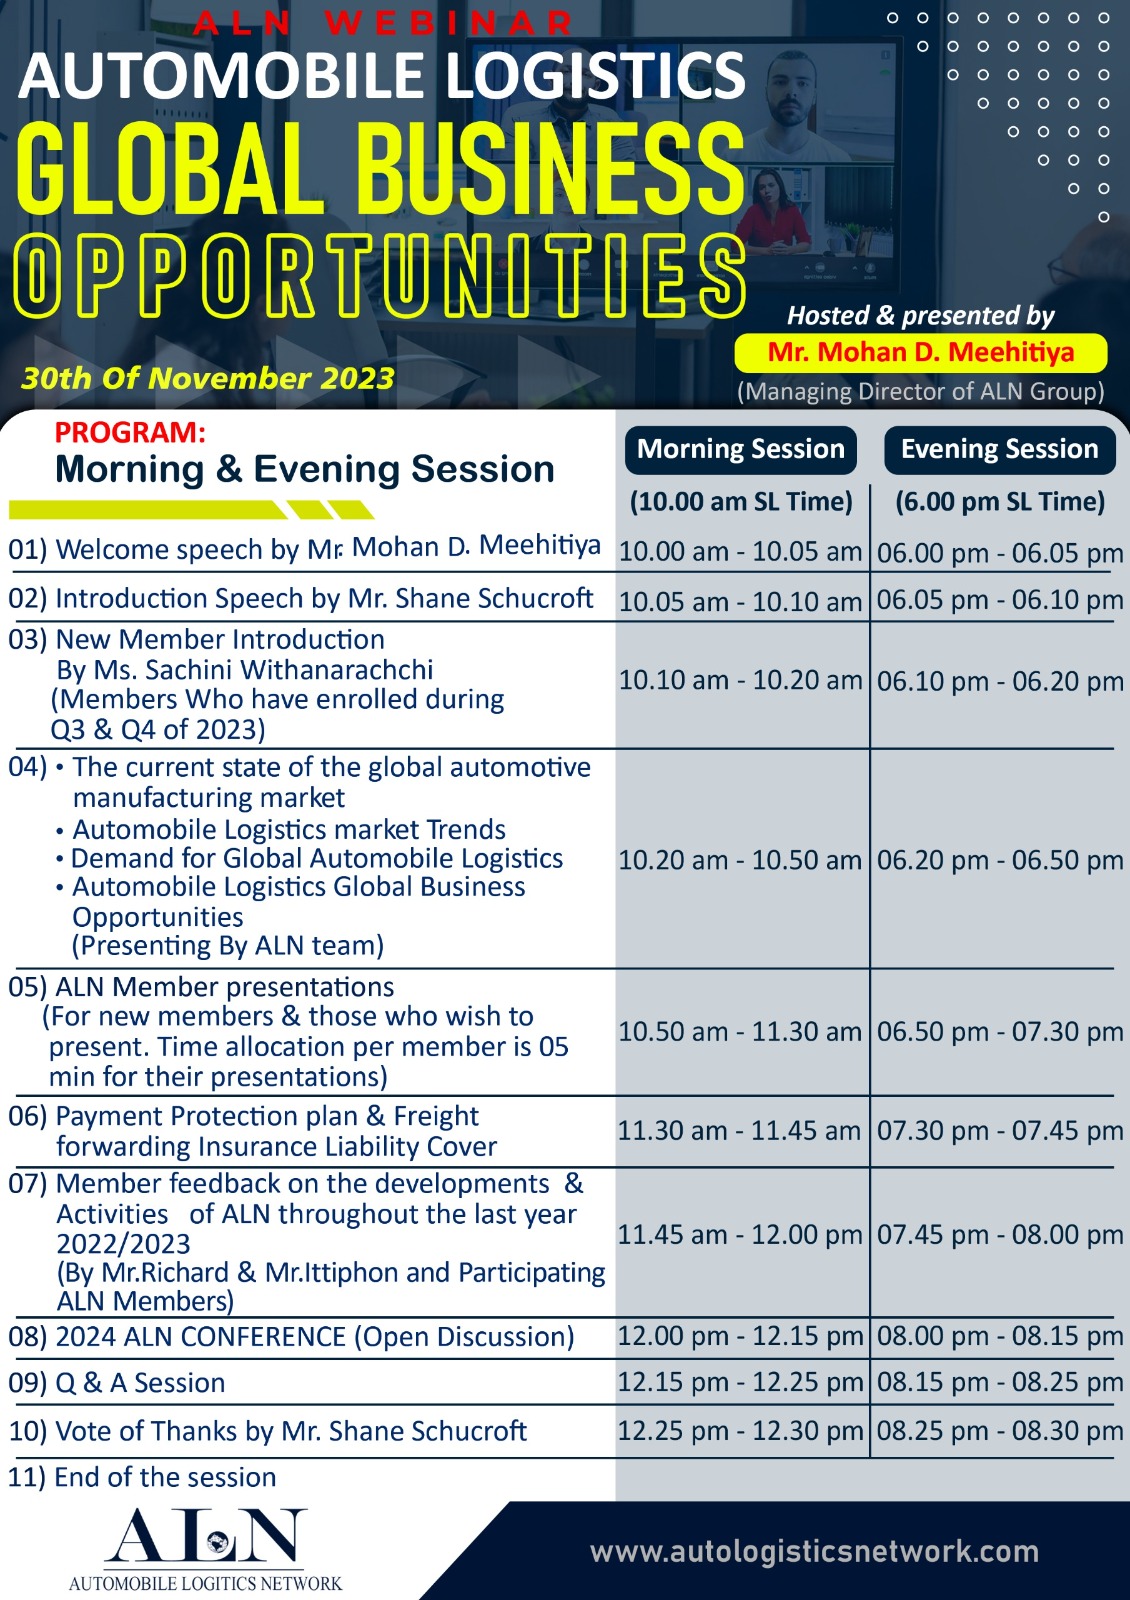 ALN WEBINAR
AUTOMOBILE LOGISTICS
GLOBAL BUSINESS
OPPORTUNITIES
30th Of November 2023
Hosted & presented by
Mr. Mohan D. Meehitiya
(Managing Director of ALN Group)
PROGRAM:
Morning & Evening Session
Morning Session
Evening Session
(10.00 am SL Time)
(6.00 pm SL Time)
01) Welcome speech by Mr. Mohan D. Meehitiya
10.00 am - 10.05 am
06.00 pm - 06.05 pm
02) Introduction Speech by Mr. Shane Schucroft
10.05 am - 10.10 am
06.05 pm - 06.10 pm
03) New Member Introduction
By Ms. Sachini Withanarachchi
(Members Who have enrolled during
Q3 & Q4 of 2023)
10.10 am - 10.20 am
06.10 pm - 06.20 pm
04) • The current state of the global automotive
manufacturing market
• Automobile Logistics market Trends
• Demand for Global Automobile Logistics
• Automobile Logistics Global Business
Opportunities
(Presenting By ALN team)
10.20 am - 10.50 am
06.20 pm - 06.50 pm
05) ALN Member presentations
(For new members & those who wish to
present. Time allocation per member is 05
min for their presentations)
10.50 am - 11.30 am
06.50 pm - 07.30 pm
06) Payment Protection plan & Freight
forwarding Insurance Liability Cover
11.30 am - 11.45 am
07.30 pm - 07.45 pm
07) Member feedback on the developments &
Activities of ALN throughout the last year
2022/2023
(By Mr.Richard & Mr.Ittiphon and Participating
ALN Members)
11.45 am - 12.00 pm
07.45 pm - 08.00 pm
08) 2024 ALN CONFERENCE (Open Discussion)
12.00 pm - 12.15 pm
08.00 pm - 08.15 pm
09) Q & A Session
12.15 pm - 12.25 pm
08.15 pm - 08.25 pm
10) Vote of Thanks by Mr. Shane Schucroft
12.25 pm - 12.30 pm
08.25 pm - 08.30 pm
11) End of the session
ALN
AUTOMOBILE LOGITICS NETWORK
www.autologisticsnetwork.com